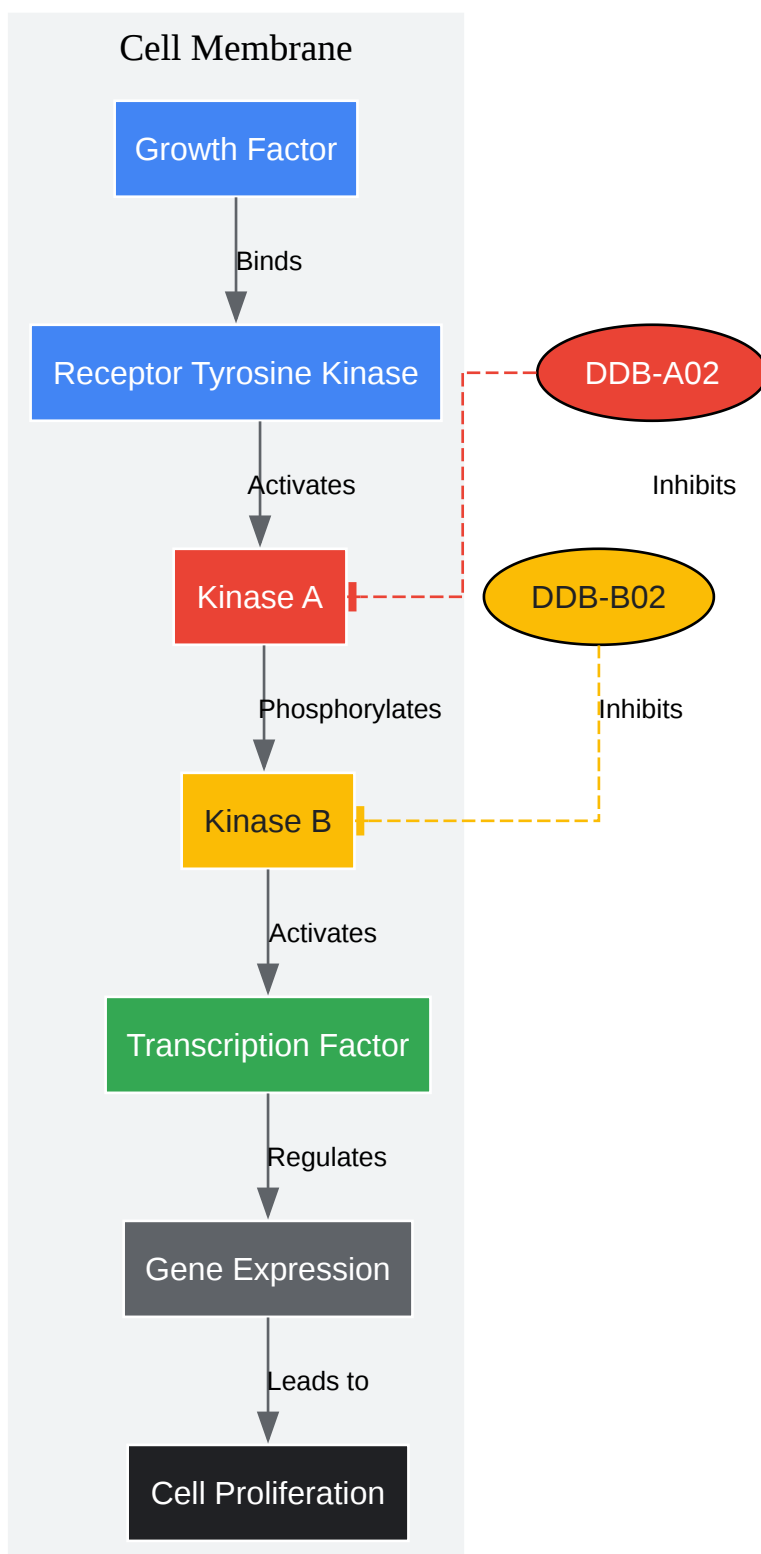 Cell Membrane
Growth Factor
Binds
Receptor Tyrosine Kinase
DDB-A02
Activates
Inhibits
Kinase A
DDB-B02
Phosphorylates
Inhibits
Kinase B
Activates
Transcription Factor
Regulates
Gene Expression
Leads to
Cell Proliferation